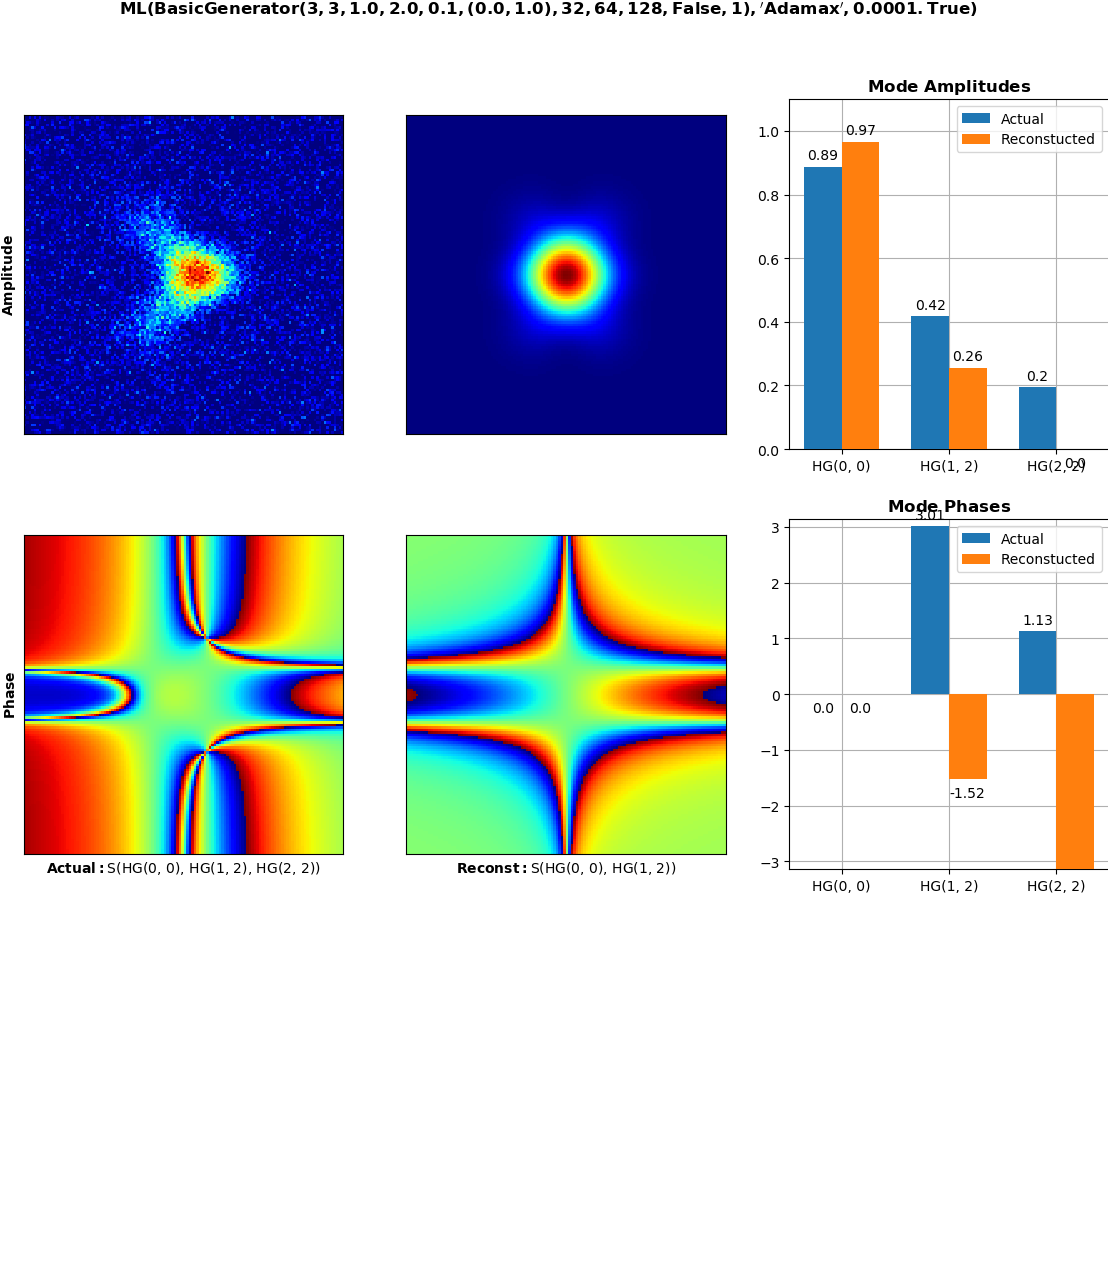 ML(BasicGenerator(3, 3, 1.0, 2.0, 0.1, (0.0, 1.0), 32, 64, 128, False, 1), 'Adamax', 0.0001. True)
Amplitude
Mode Amplitudes
Actual
Reconstucted
1.0
0.8
0.6
0.4
0.2
0.0
0.89
0.97
0.42
0.26
0.2
0.0
HG(0, 0)
HG(1, 2)
HG(2, 2)
Phase
Actual: S(HG(0, 0), HG(1, 2), HG(2, 2))
Reconst: S(HG(0, 0), HG(1, 2))
Mode Phases
Actual
Reconstucted
3
2
1
0
−1
−2
−3
0.0
0.0
3.01
-1.52
1.13
HG(0, 0)
HG(1, 2)
HG(2, 2)